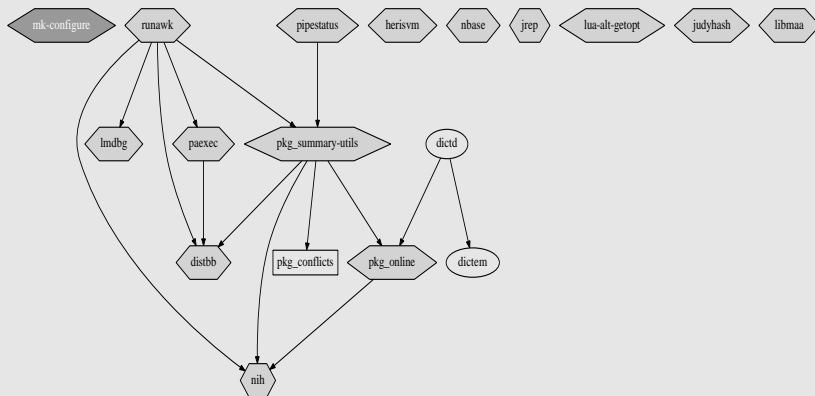 mk-configure
runawk
pipestatus
herisvm
nbase
jrep
lua-alt-getopt
judyhash
libmaa
lmdbg
paexec
pkg_summary-utils
dictd
distbb
pkg_conflicts
pkg_online
dictem
nih